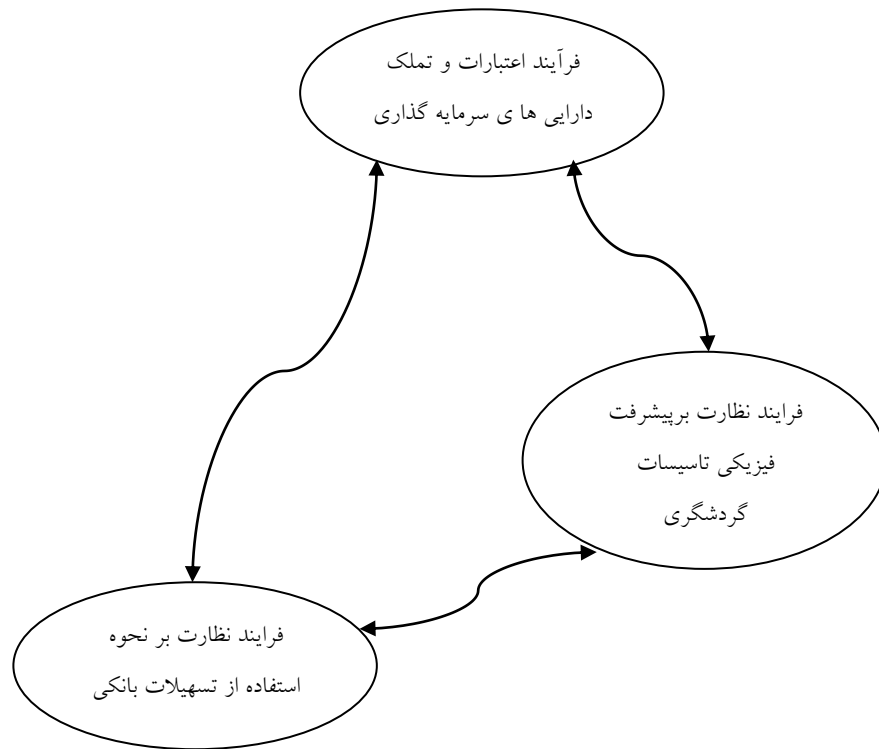 فرآیند اعتبارات و تملک
دارایی ها ی سرمایه گذاری
فرایند نظارت برپیشرفت
فیزیکی تاسیسات
گردشگری
فرایند نظارت بر نحوه
استفاده از تسهیلات بانکی